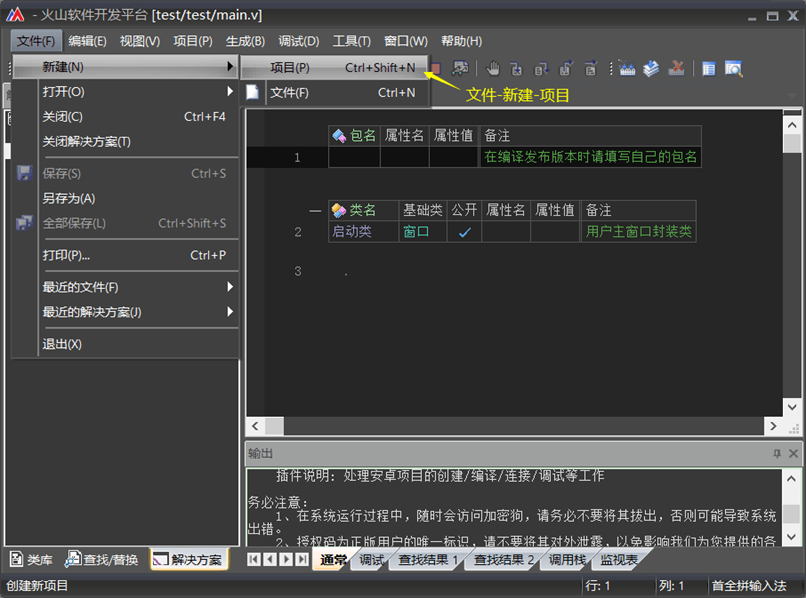 - 火山软件开发平台 [test/test/main.v]
文件(F) 编辑(E) 视图(V) 项目(P) 生成(B) 调试(D) 工具(T) 窗口(W) 帮助(H)
新建(N)
项目(P) Ctrl+Shift+N
文件(F) Ctrl+N
文件-新建-项目
打开(O)
关闭(C) Ctrl+F4
关闭解决方案(T)
保存(S) Ctrl+S
另存为(A)
全部保存(L) Ctrl+Shift+S
打印(P)... Ctrl+P
最近的文件(F)
最近的解决方案(J)
退出(X)
包名 属性名 属性值 备注
1 在编译发布版本时请填写自己的包名
类名 基础类 公开 属性名 属性值 备注
2 启动类 窗口 ✓ 用户主窗口封装类
3 .
输出
插件说明: 处理安卓项目的创建/编译/连接/调试等工作
务必注意:
1、在系统运行过程中，随时会访问加密狗，请务必不要将其拔出，否则可能导致系统
出错。
2、授权码为正版用户的唯一标识，请不要将其对外泄露，以免影响我们为您提供的各
类库 查找/替换 解决方案
通常 调试 查找结果 1 查找结果 2 调用栈 监视表
创建新项目 行: 1 列: 1 首全拼输入法